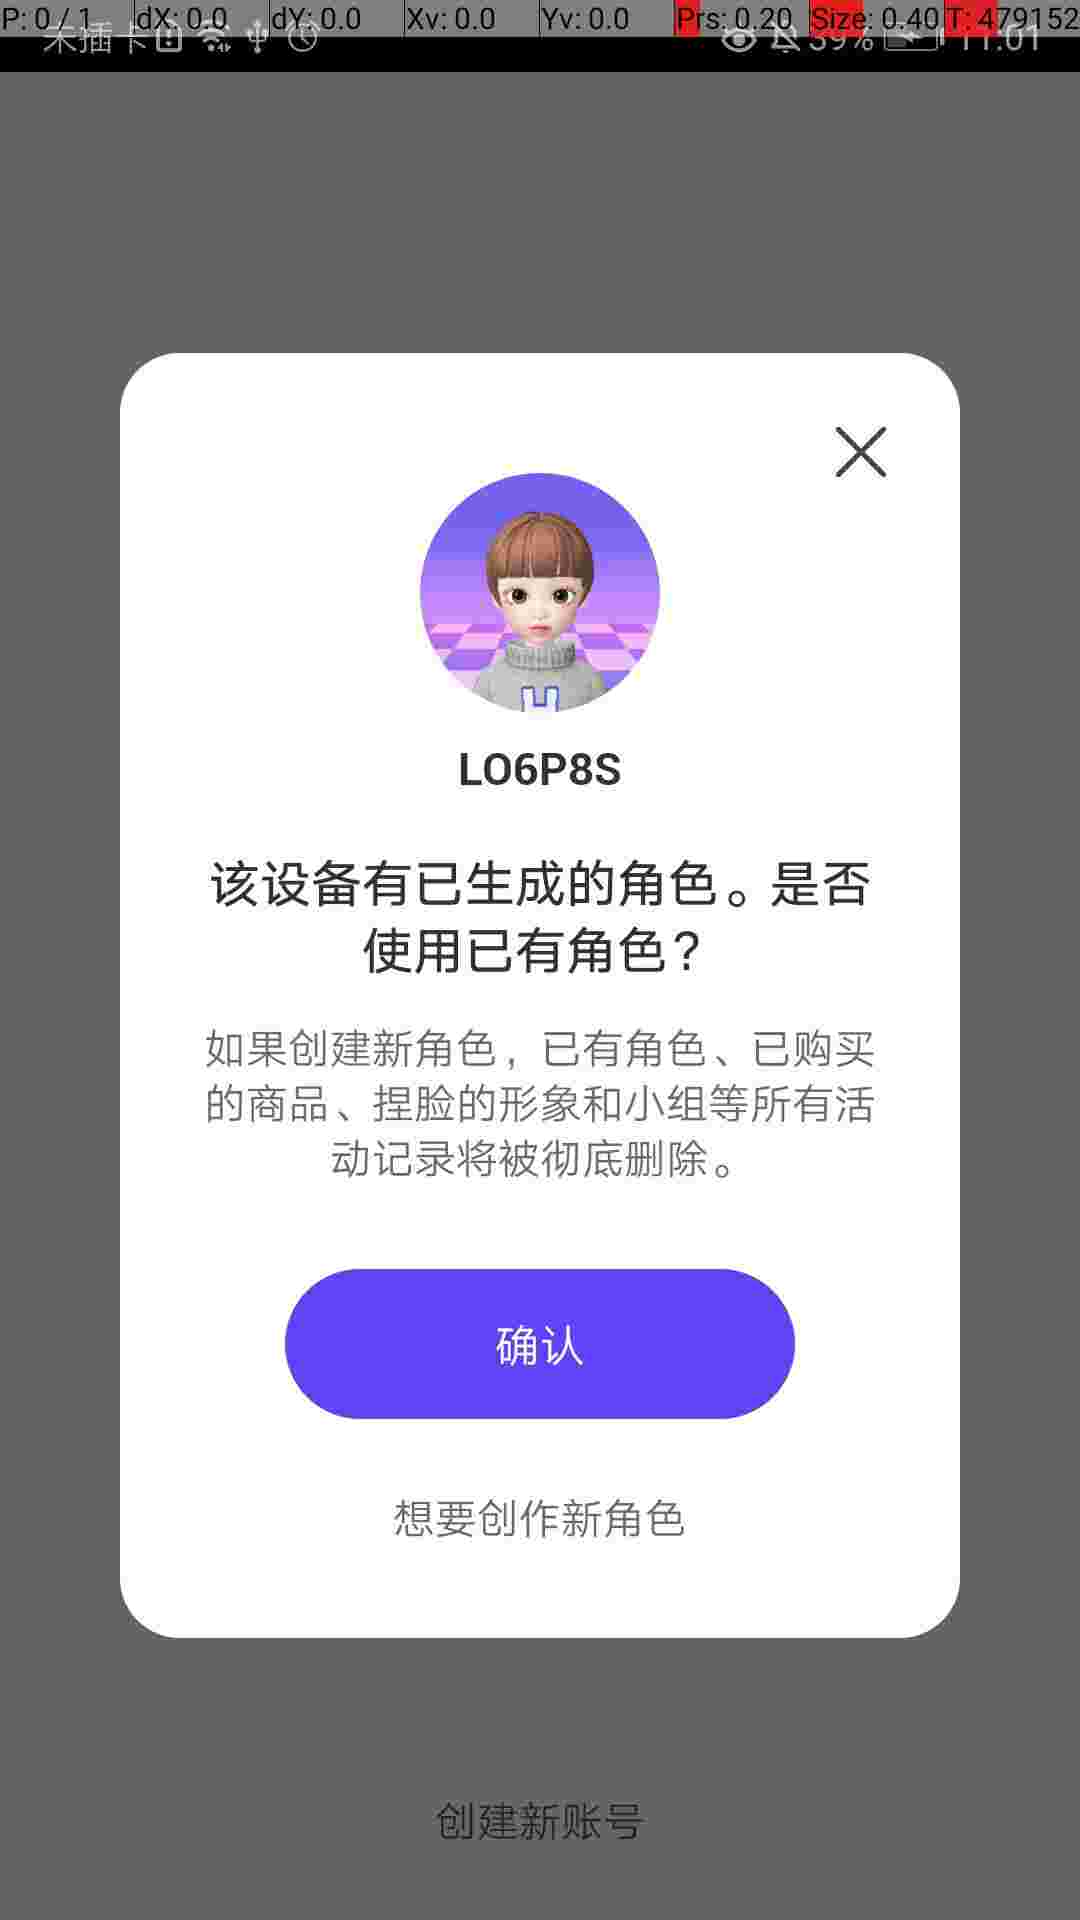 P: 0 / 1 dX: 0.0 dY: 0.0 Xv: 0.0 Yv: 0.0 Prs: 0.20 Size: 0.40 T: 479152
未插卡 39% 11:01
LO6P8S
该设备有已生成的角色。是否
使用已有角色？
如果创建新角色，已有角色、已购买
的商品、捏脸的形象和小组等所有活
动记录将被彻底删除。
确认
想要创作新角色
创建新账号